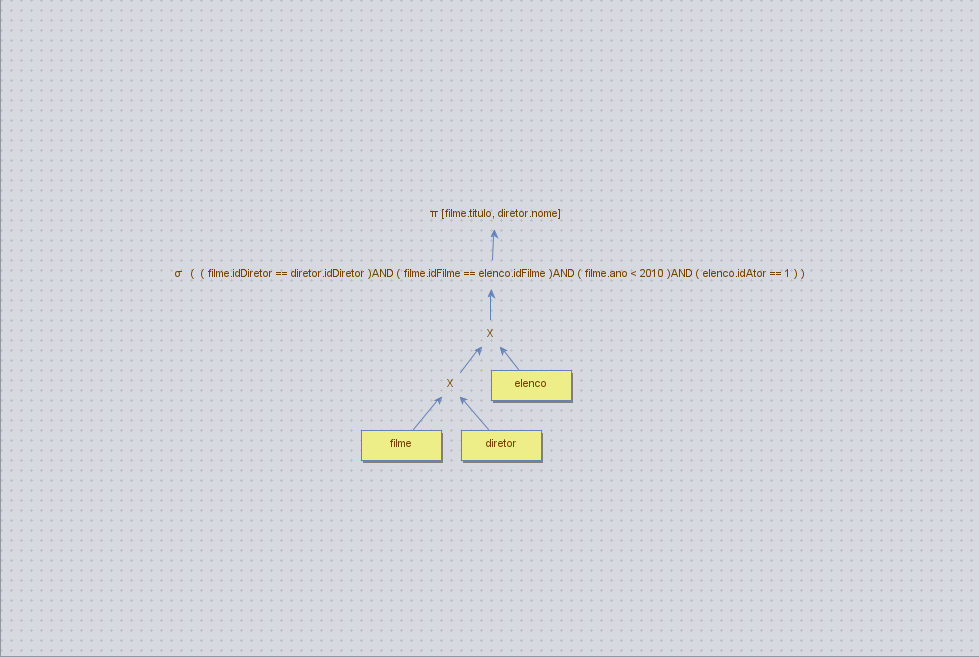 π [filme.titulo, diretor.nome]
σ ( ( filme.idDiretor == diretor.idDiretor )AND ( filme.idFilme == elenco.idFilme )AND ( filme.ano < 2010 )AND ( elenco.idAtor == 1 ) )
X
X
elenco
filme
diretor